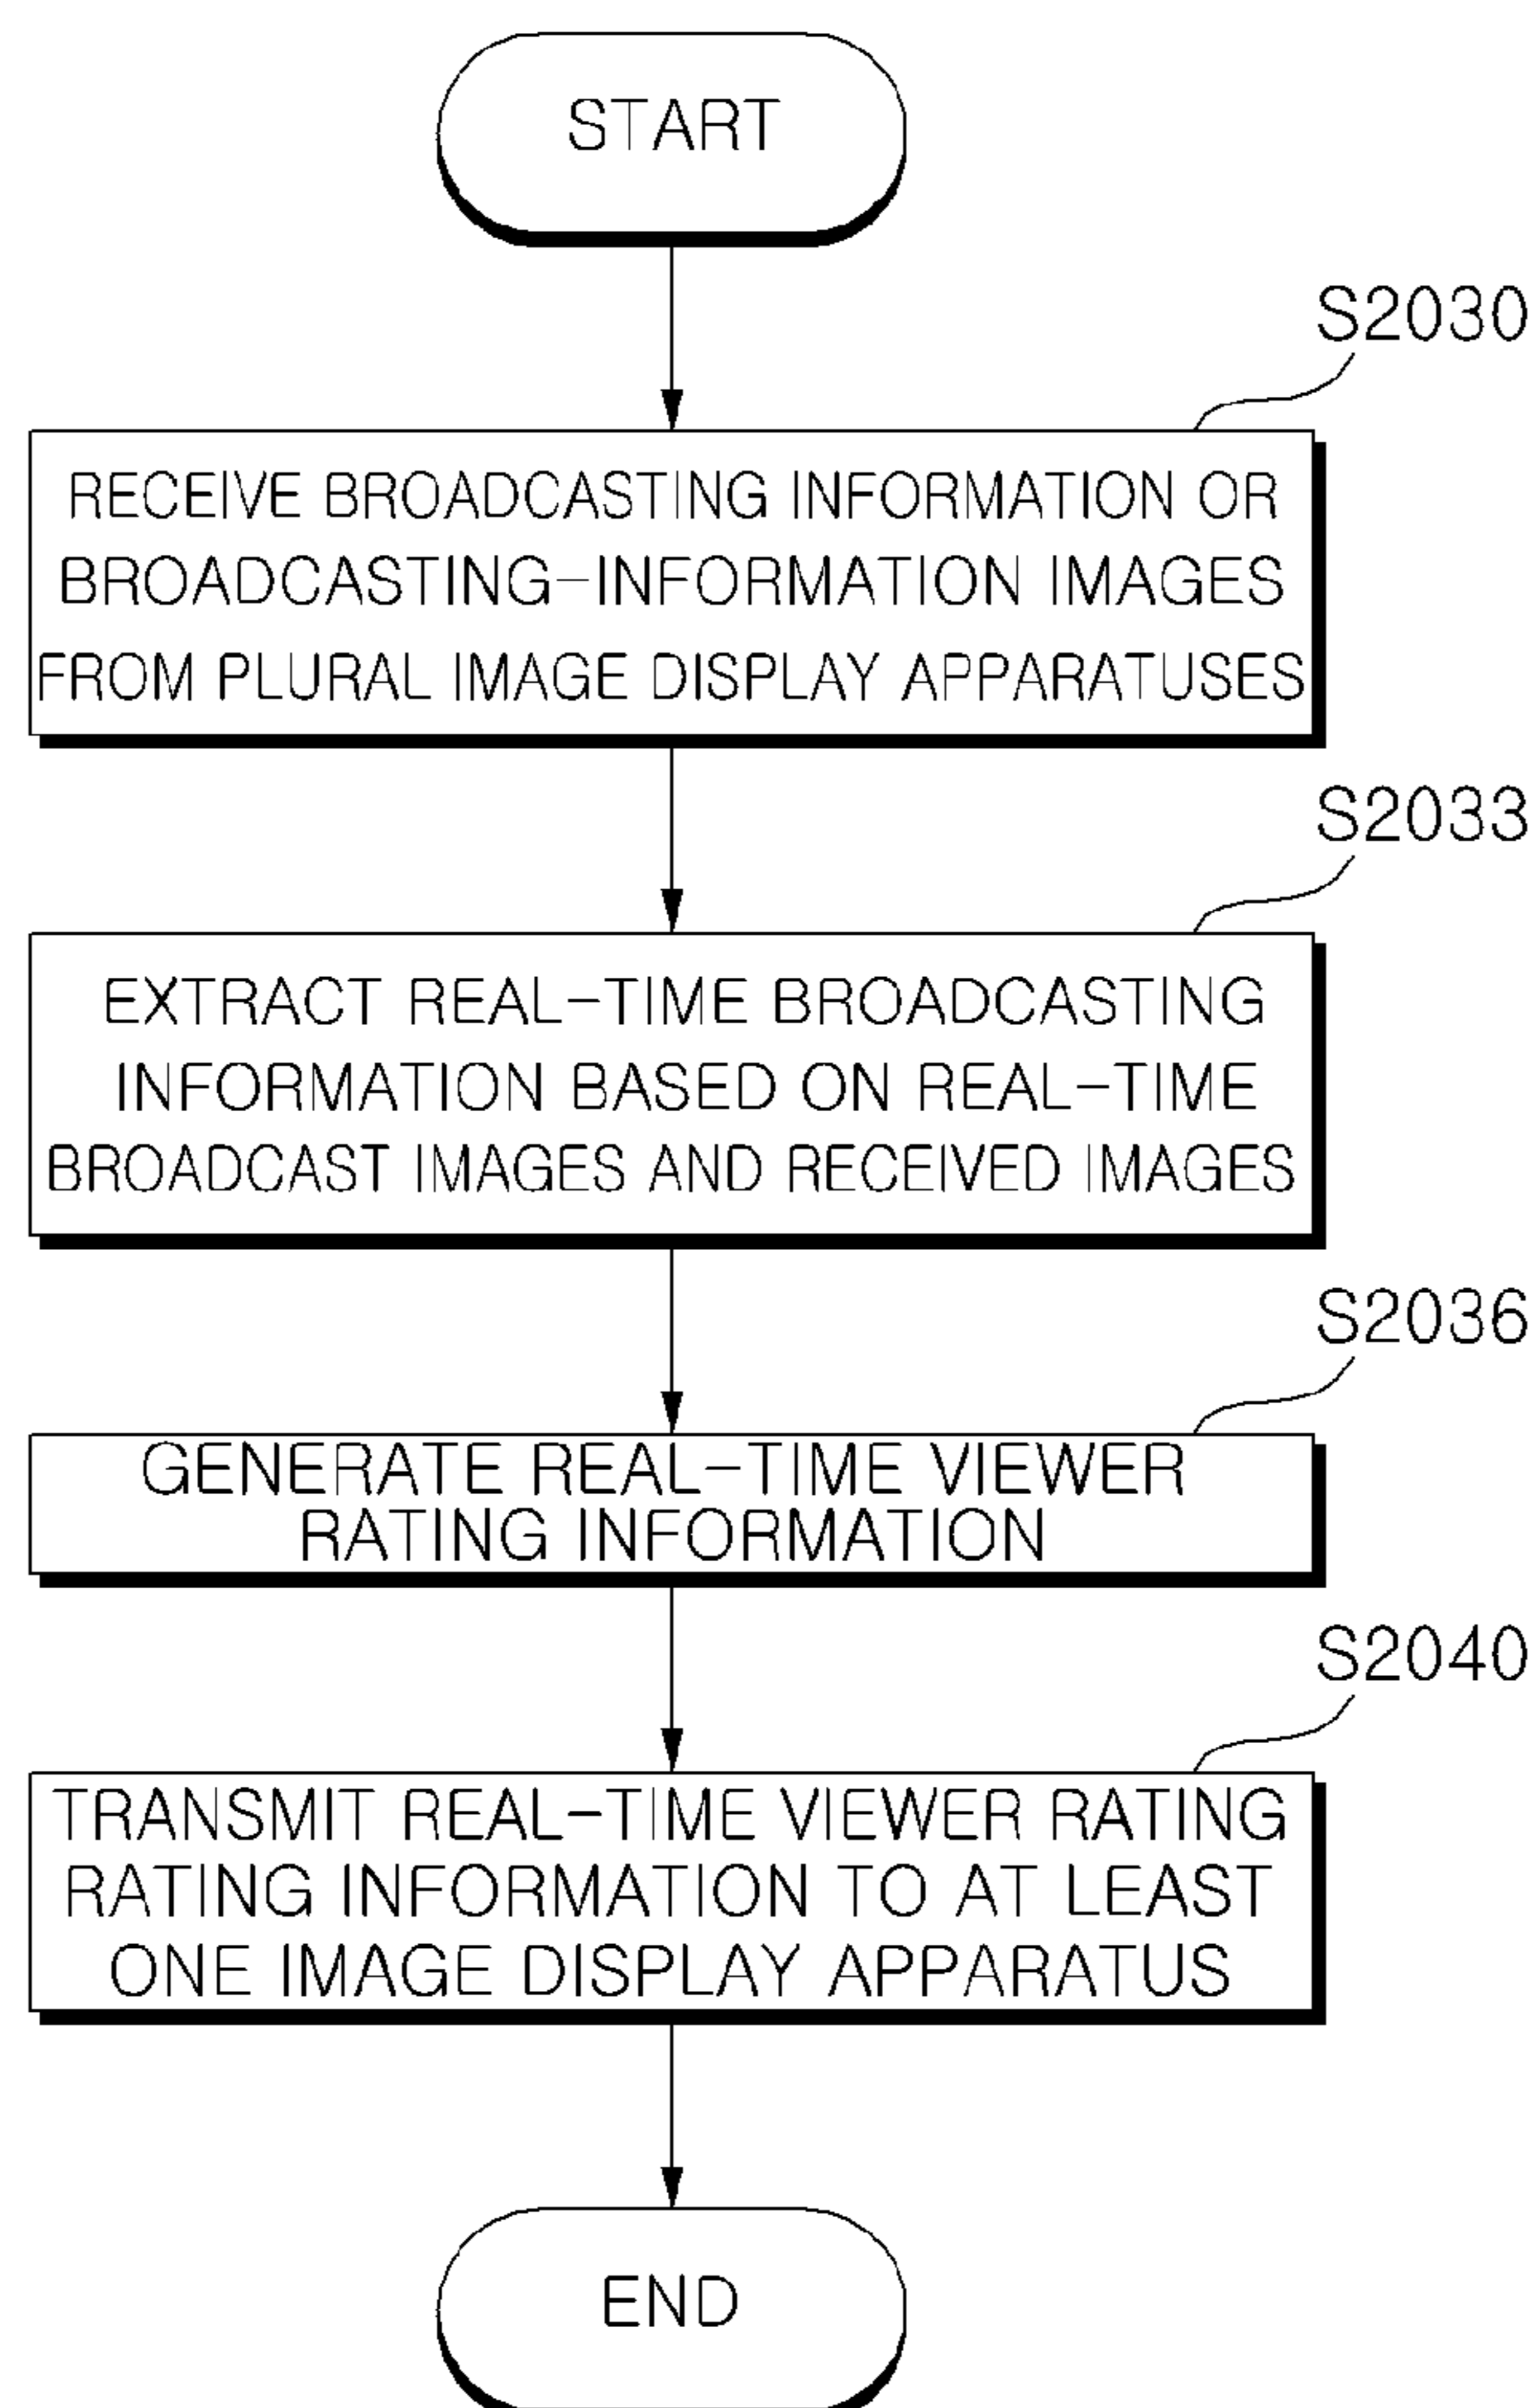 START
S2030
RECEIVE BROADCASTING INFORMATION OR
BROADCASTING-INFORMATION IMAGES
FROM PLURAL IMAGE DISPLAY APPARATUSES
S2033
EXTRACT REAL-TIME BROADCASTING
INFORMATION BASED ON REAL-TIME
BROADCAST IMAGES AND RECEIVED IMAGES
S2036
GENERATE REAL-TIME VIEWER
RATING INFORMATION
S2040
TRANSMIT REAL-TIME VIEWER RATING
RATING INFORMATION TO AT LEAST
ONE IMAGE DISPLAY APPARATUS
END